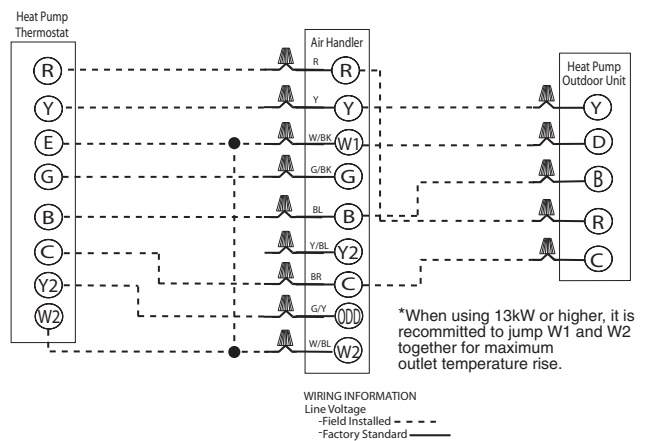 Heat Pump
Thermostat
R
Y
E
G
B
C
Y2
W2
Air Handler
R
R
Y
Y
W/BK
W1
G/BK
G
BL
B
Y/BL
Y2
BR
C
G/Y
ODD
W/BL
W2
Heat Pump
Outdoor Unit
Y
D
B
R
C
*When using 13kW or higher, it is
recommitted to jump W1 and W2
together for maximum
outlet temperature rise.
WIRING INFORMATION
Line Voltage
-Field Installed
-Factory Standard